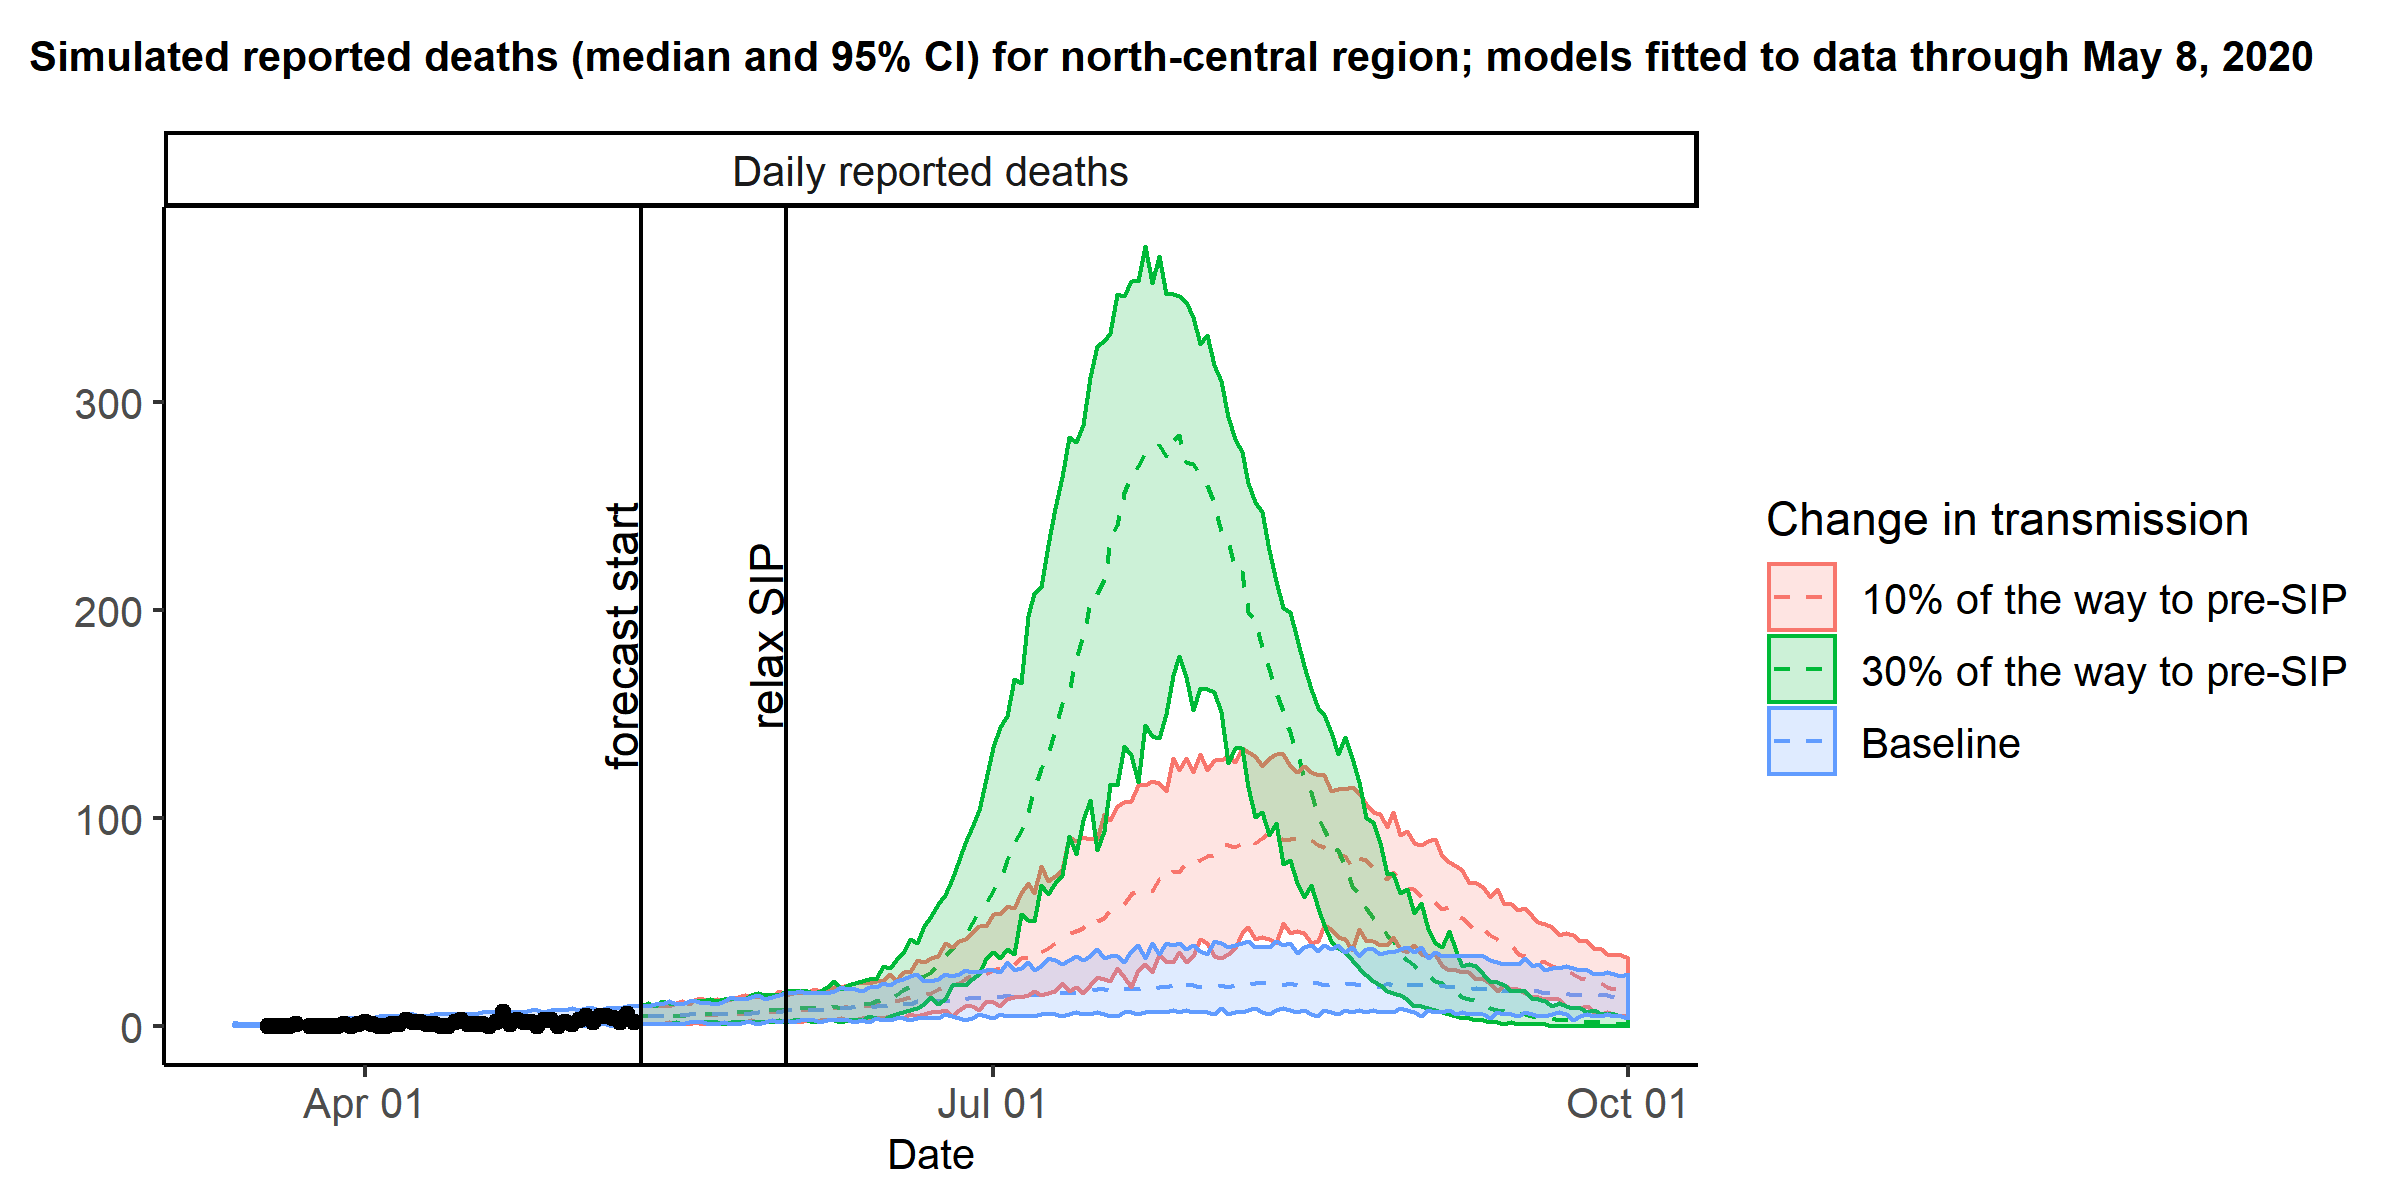 Simulated reported deaths (median and 95% CI) for north-central region; models fitted to data through May 8, 2020
Daily reported deaths
300
200
100
0
forecast start
relax SIP
Apr 01
Jul 01
Oct 01
Date
Change in transmission
10% of the way to pre-SIP
30% of the way to pre-SIP
Baseline